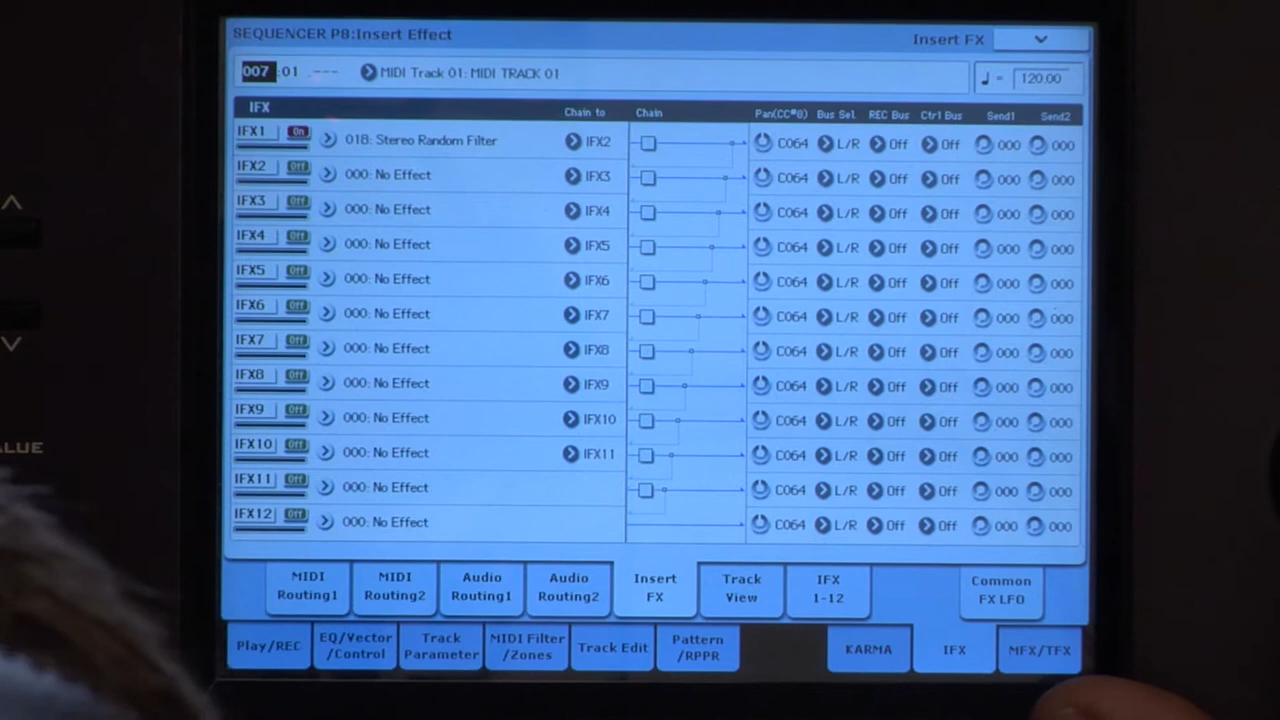 SEQUENCER P8:Insert Effect
Insert FX
007:01 .---
MIDI Track 01: MIDI TRACK 01
♩ = 120.00
IFX Chain to Chain Pan(CC#8) Bus Sel. REC Bus Ctrl Bus Send1 Send2
IFX1 On 018: Stereo Random Filter IFX2 C064 L/R Off Off 000 000
IFX2 Off 000: No Effect IFX3 C064 L/R Off Off 000 000
IFX3 Off 000: No Effect IFX4 C064 L/R Off Off 000 000
IFX4 Off 000: No Effect IFX5 C064 L/R Off Off 000 000
IFX5 Off 000: No Effect IFX6 C064 L/R Off Off 000 000
IFX6 Off 000: No Effect IFX7 C064 L/R Off Off 000 000
IFX7 Off 000: No Effect IFX8 C064 L/R Off Off 000 000
IFX8 Off 000: No Effect IFX9 C064 L/R Off Off 000 000
IFX9 Off 000: No Effect IFX10 C064 L/R Off Off 000 000
IFX10 Off 000: No Effect IFX11 C064 L/R Off Off 000 000
IFX11 Off 000: No Effect C064 L/R Off Off 000 000
IFX12 Off 000: No Effect C064 L/R Off Off 000 000
ALUE
MIDI Routing1
MIDI Routing2
Audio Routing1
Audio Routing2
Insert FX
Track View
IFX 1-12
Common FX LFO
Play/REC
EQ/Vector /Control
Track Parameter
MIDI Filter /Zones
Track Edit
Pattern /RPPR
KARMA
IFX
MFX/TFX